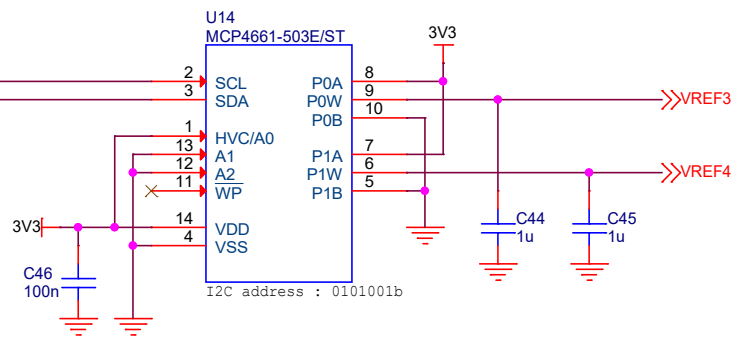 U14
MCP4661-503E/ST
3V3
2
SCL
P0A
8
3
SDA
P0W
9
VREF3
P0B
10
1
HVC/A0
13
A1
P1A
7
12
A2
P1W
6
VREF4
11
WP
P1B
5
3V3
14
VDD
C44
1u
C45
1u
4
VSS
C46
100n
I2C address : 0101001b